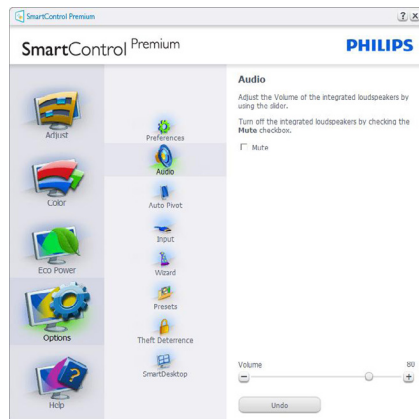 SmartControl Premium
SmartControl Premium
PHILIPS
Adjust
Color
Eco Power
Options
Help
Preferences
Audio
Auto Pivot
Input
Wizard
Presets
Theft Deterrence
SmartDesktop
Audio
Adjust the Volume of the integrated loudspeakers by
using the slider.
Turn off the integrated loudspeakers by checking the
Mute checkbox.
Mute
Volume 80
Undo